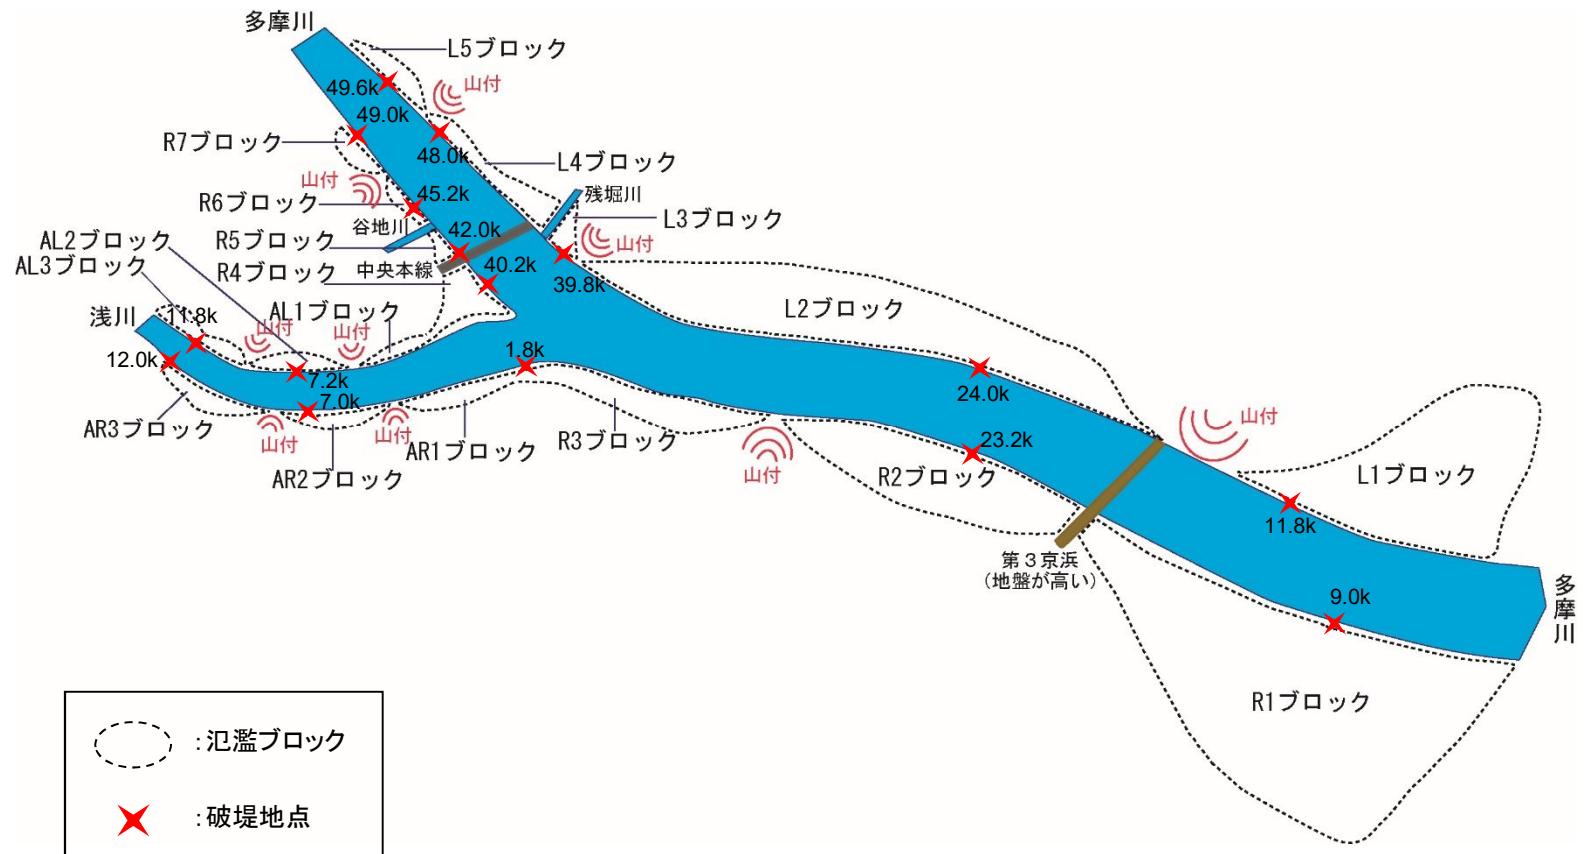 多摩川
L5ブロック
49.6k
山付
49.0k
R7ブロック
48.0k
L4ブロック
山付
45.2k
残堀川
R6ブロック
谷地川
L3ブロック
AL2ブロック
R5ブロック
42.0k
山付
AL3ブロック
R4ブロック
中央本線
40.2k
39.8k
浅川
11.8k
AL1ブロック
L2ブロック
山付
山付
12.0k
1.8k
7.2k
7.0k
24.0k
山付
AR3ブロック
山付
山付
AR1ブロック
R3ブロック
23.2k
AR2ブロック
山付
R2ブロック
L1ブロック
11.8k
第3京浜
(地盤が高い)
9.0k
多摩川
R1ブロック
:氾濫ブロック
:破堤地点